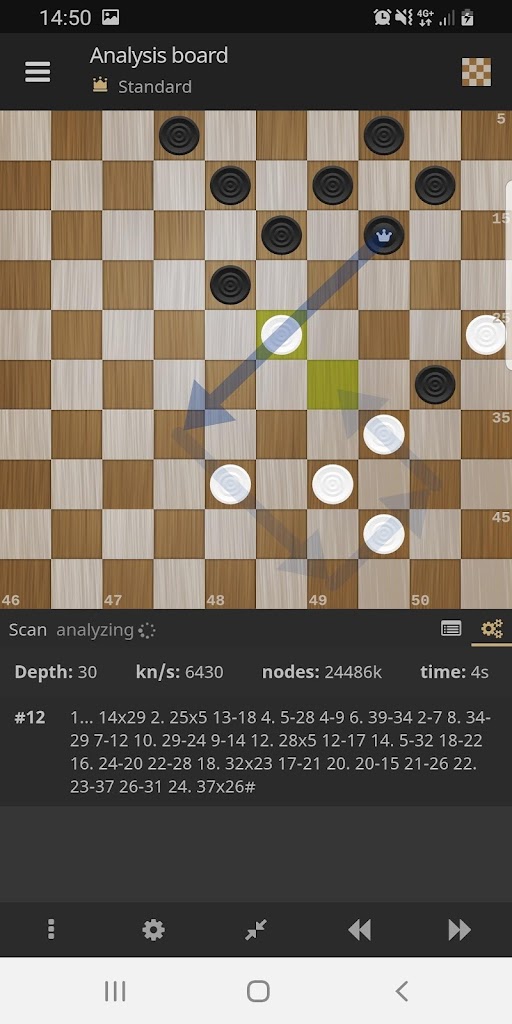 14:50
4G+
Analysis board
Standard
5
15
25
35
45
46 47 48 49 50
Scan analyzing
Depth: 30 kn/s: 6430 nodes: 24486k time: 4s
#12 1... 14x29 2. 25x5 13-18 4. 5-28 4-9 6. 39-34 2-7 8. 34-
29 7-12 10. 29-24 9-14 12. 28x5 12-17 14. 5-32 18-22
16. 24-20 22-28 18. 32x23 17-21 20. 20-15 21-26 22.
23-37 26-31 24. 37x26#